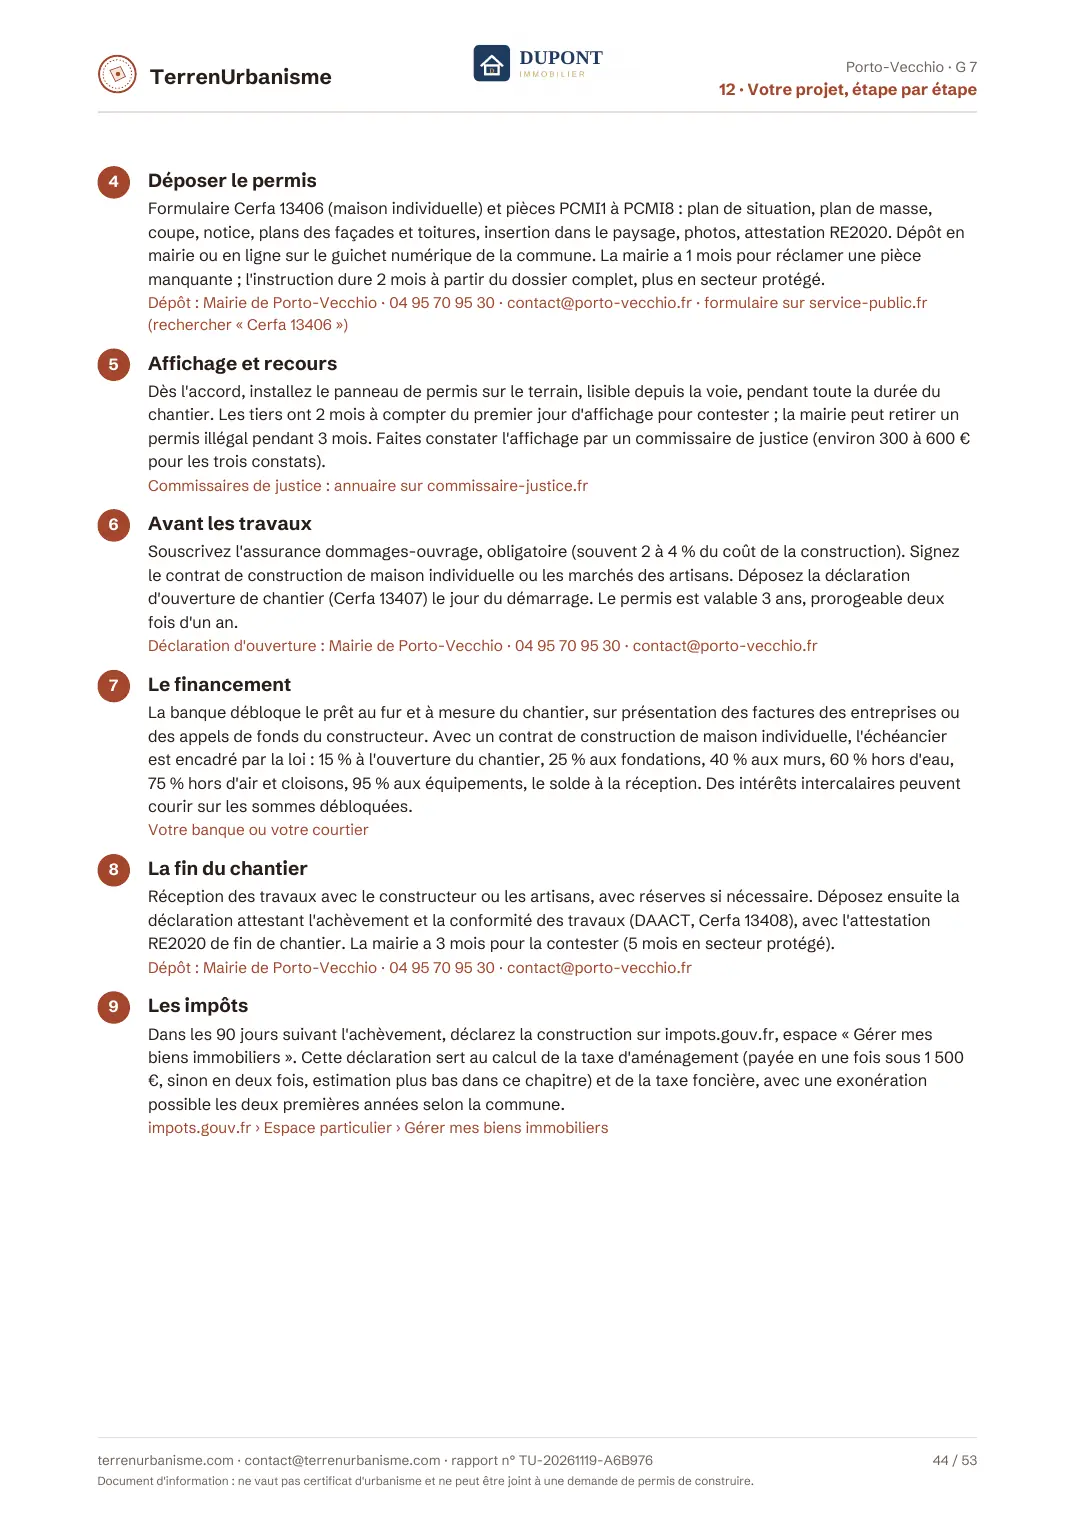 TerrenUrbanisme
DUPONT
IMMOBILIER
Porto-Vecchio · G 7
12 · Votre projet, étape par étape
4
Déposer le permis
Formulaire Cerfa 13406 (maison individuelle) et pièces PCMI1 à PCMI8 : plan de situation, plan de masse,
coupe, notice, plans des façades et toitures, insertion dans le paysage, photos, attestation RE2020. Dépôt en
mairie ou en ligne sur le guichet numérique de la commune. La mairie a 1 mois pour réclamer une pièce
manquante ; l'instruction dure 2 mois à partir du dossier complet, plus en secteur protégé.
Dépôt : Mairie de Porto-Vecchio · 04 95 70 95 30 · contact@porto-vecchio.fr · formulaire sur service-public.fr
(rechercher « Cerfa 13406 »)
5
Affichage et recours
Dès l'accord, installez le panneau de permis sur le terrain, lisible depuis la voie, pendant toute la durée du
chantier. Les tiers ont 2 mois à compter du premier jour d'affichage pour contester ; la mairie peut retirer un
permis illégal pendant 3 mois. Faites constater l'affichage par un commissaire de justice (environ 300 à 600 €
pour les trois constats).
Commissaires de justice : annuaire sur commissaire-justice.fr
6
Avant les travaux
Souscrivez l'assurance dommages-ouvrage, obligatoire (souvent 2 à 4 % du coût de la construction). Signez
le contrat de construction de maison individuelle ou les marchés des artisans. Déposez la déclaration
d'ouverture de chantier (Cerfa 13407) le jour du démarrage. Le permis est valable 3 ans, prorogeable deux
fois d'un an.
Déclaration d'ouverture : Mairie de Porto-Vecchio · 04 95 70 95 30 · contact@porto-vecchio.fr
7
Le financement
La banque débloque le prêt au fur et à mesure du chantier, sur présentation des factures des entreprises ou
des appels de fonds du constructeur. Avec un contrat de construction de maison individuelle, l'échéancier
est encadré par la loi : 15 % à l'ouverture du chantier, 25 % aux fondations, 40 % aux murs, 60 % hors d'eau,
75 % hors d'air et cloisons, 95 % aux équipements, le solde à la réception. Des intérêts intercalaires peuvent
courir sur les sommes débloquées.
Votre banque ou votre courtier
8
La fin du chantier
Réception des travaux avec le constructeur ou les artisans, avec réserves si nécessaire. Déposez ensuite la
déclaration attestant l'achèvement et la conformité des travaux (DAACT, Cerfa 13408), avec l'attestation
RE2020 de fin de chantier. La mairie a 3 mois pour la contester (5 mois en secteur protégé).
Dépôt : Mairie de Porto-Vecchio · 04 95 70 95 30 · contact@porto-vecchio.fr
9
Les impôts
Dans les 90 jours suivant l'achèvement, déclarez la construction sur impots.gouv.fr, espace « Gérer mes
biens immobiliers ». Cette déclaration sert au calcul de la taxe d'aménagement (payée en une fois sous 1 500
€, sinon en deux fois, estimation plus bas dans ce chapitre) et de la taxe foncière, avec une exonération
possible les deux premières années selon la commune.
impots.gouv.fr › Espace particulier › Gérer mes biens immobiliers
terrenurbanisme.com · contact@terrenurbanisme.com · rapport n° TU-20261119-A6B976
44 / 53
Document d'information : ne vaut pas certificat d'urbanisme et ne peut être joint à une demande de permis de construire.